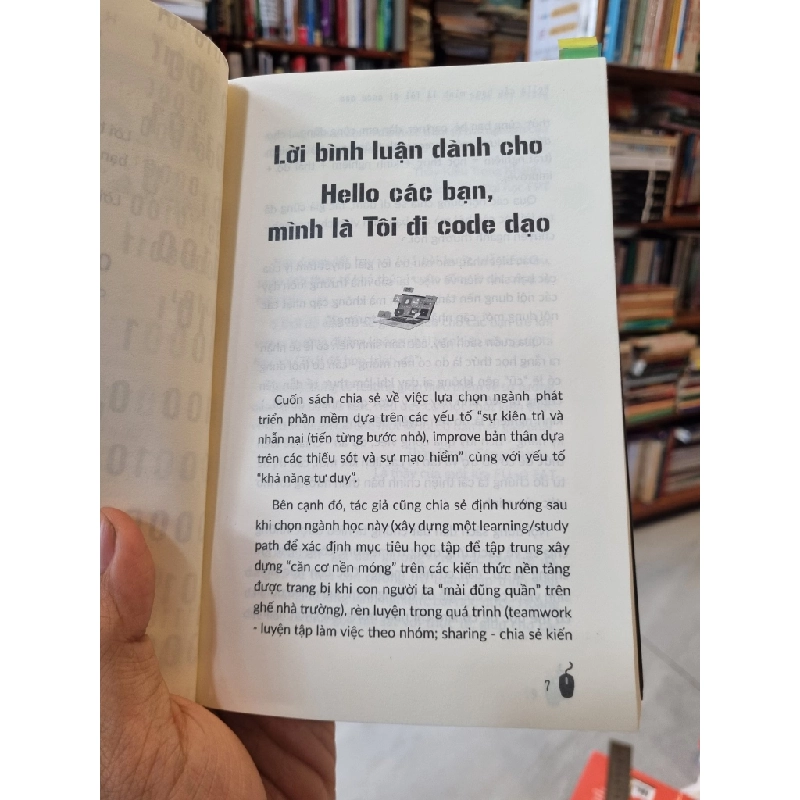 Lời bình luận dành cho
Hello các bạn,
mình là Tôi đi code dạo
Cuốn sách chia sẻ về việc lựa chọn ngành phát
triển phần mềm dựa trên các yếu tố "sự kiên trì và
nhẫn nại (tiến từng bước nhỏ), improve bản thân dựa
trên các thiếu sót và sự mạo hiểm" cùng với yếu tố
"khả năng tư duy".
Bên cạnh đó, tác giả cũng chia sẻ định hướng sau
khi chọn ngành học này (xây dựng một learning/study
path để xác định mục tiêu học tập để tập trung xây
dựng "căn cơ nền móng" trên các kiến thức nền tảng
được trang bị khi con người ta "mài đũng quần" trên
ghế nhà trường), rèn luyện trong quá trình (teamwork
- luyện tập làm việc theo nhóm; sharing - chia sẻ kiến
7